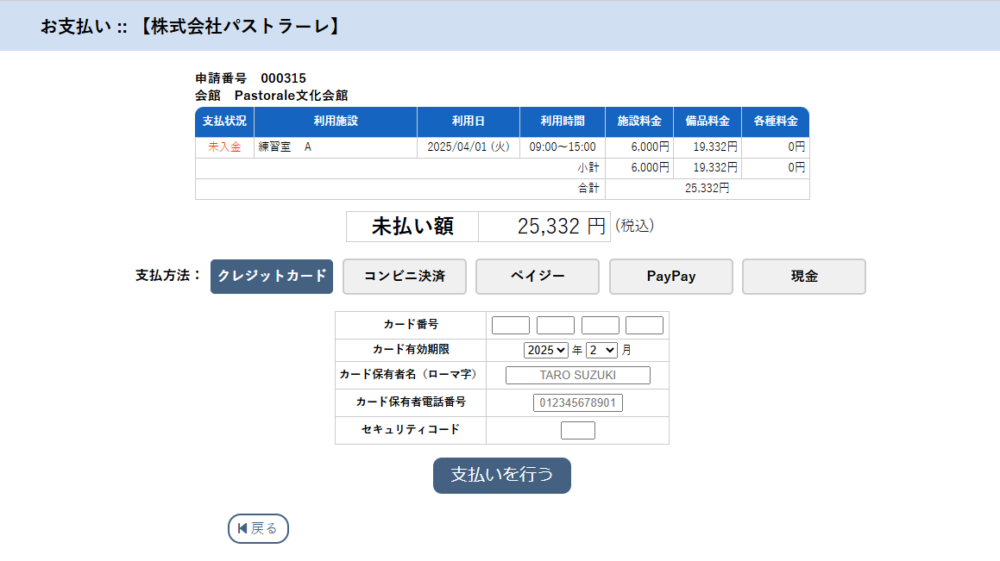 お支払い :: 【株式会社パストラーレ】
申請番号　000315
会館　Pastorale文化会館
支払状況 利用施設 利用日 利用時間 施設料金 備品料金 各種料金
未入金 練習室　A 2025/04/01 (火) 09:00～15:00 6,000円 19,332円 0円
小計 6,000円 19,332円 0円
合計 25,332円
未払い額 25,332 円 (税込)
支払方法： クレジットカード コンビニ決済 ペイジー PayPay 現金
カード番号
カード有効期限 2025 年 2 月
カード保有者名（ローマ字） TARO SUZUKI
カード保有者電話番号 012345678901
セキュリティコード
支払いを行う
戻る